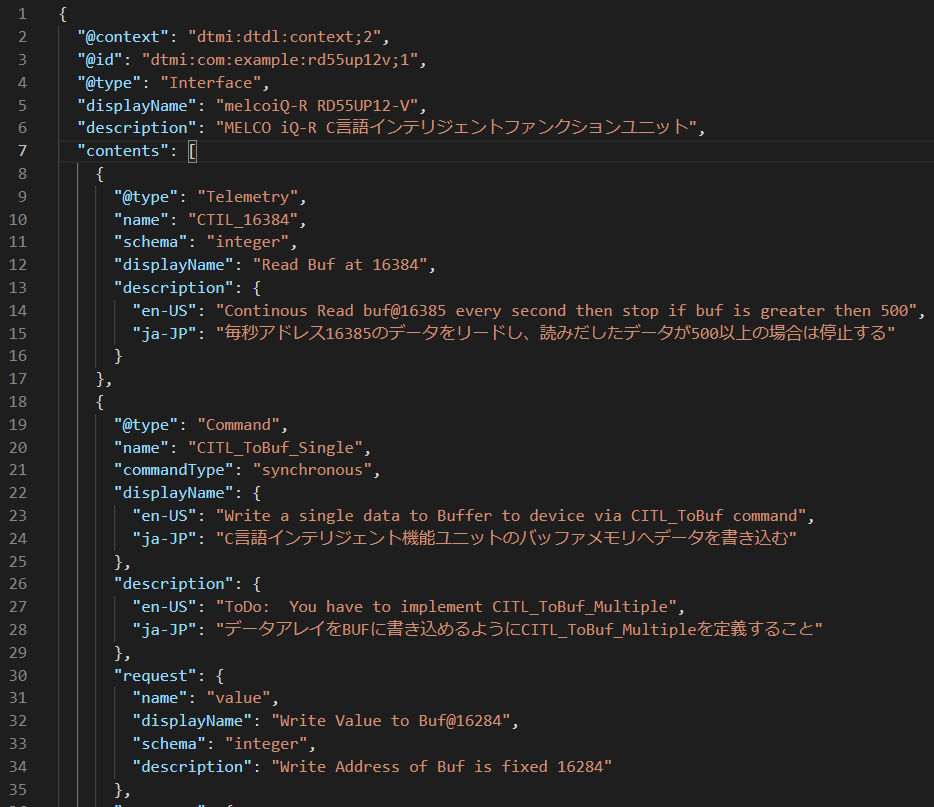 1 {
2 "@context": "dtmi:dtdl:context;2",
3 "@id": "dtmi:com:example:rd55up12v;1",
4 "@type": "Interface",
5 "displayName": "melcoiQ-R RD55UP12-V",
6 "description": "MELCO iQ-R C言語インテリジェントファンクションユニット",
7 "contents": [
8 {
9 "@type": "Telemetry",
10 "name": "CTIL_16384",
11 "schema": "integer",
12 "displayName": "Read Buf at 16384",
13 "description": {
14 "en-US": "Continous Read buf@16385 every second then stop if buf is greater then 500",
15 "ja-JP": "毎秒アドレス16385のデータをリードし、読みだしたデータが500以上の場合は停止する"
16 }
17 },
18 {
19 "@type": "Command",
20 "name": "CITL_ToBuf_Single",
21 "commandType": "synchronous",
22 "displayName": {
23 "en-US": "Write a single data to Buffer to device via CITL_ToBuf command",
24 "ja-JP": "C言語インテリジェント機能ユニットのバッファメモリへデータを書き込む"
25 },
26 "description": {
27 "en-US": "ToDo:  You have to implement CITL_ToBuf_Multiple",
28 "ja-JP": "データアレイをBUFに書き込めるようにCITL_ToBuf_Multipleを定義すること"
29 },
30 "request": {
31 "name": "value",
32 "displayName": "Write Value to Buf@16284",
33 "schema": "integer",
34 "description": "Write Address of Buf is fixed 16284"
35 },